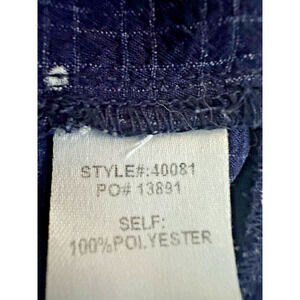 STYLE#:40081
PO# 13891
SELF:
100%POLYESTER